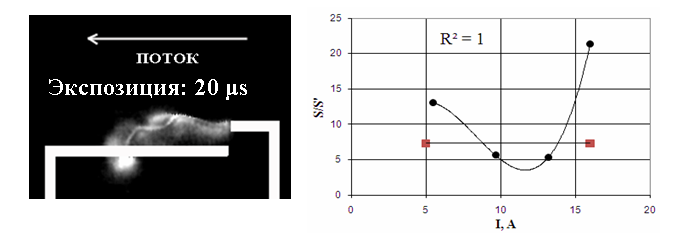 ПОТОК
Экспозиция: 20 µs
R² = 1
S/S'
25
20
15
10
5
0
0 5 10 15 20
I, A